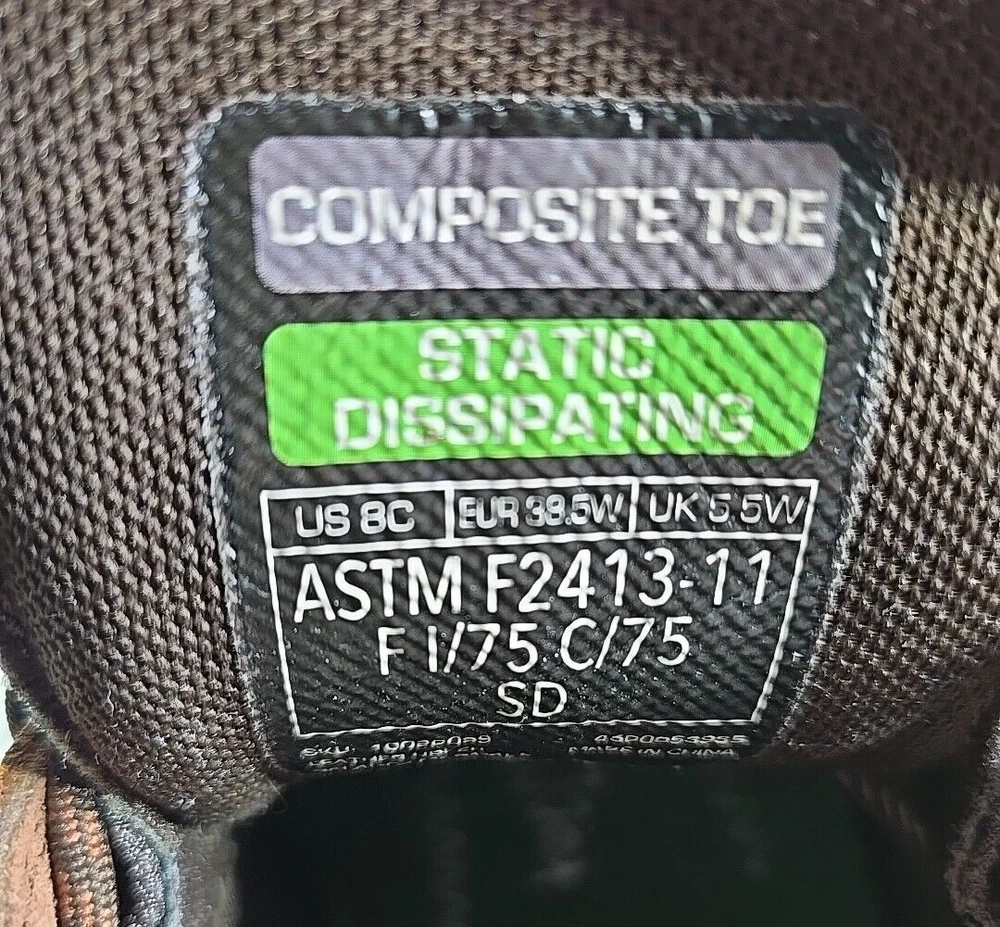 COMPOSITE TOE
STATIC
DISSIPATING
US 8C EUR 38.5W UK 5.5W
ASTM F2413-11
F I/75 C/75
SD
SKU:
MADE IN CHINA